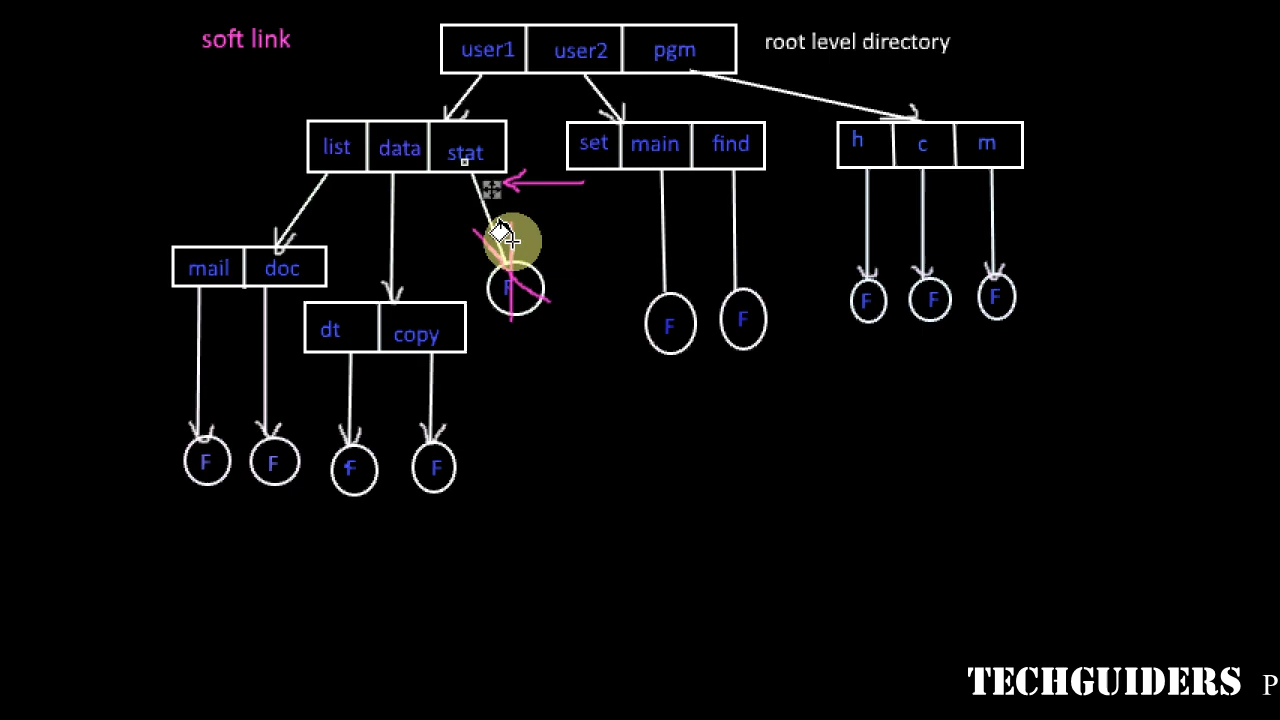 soft link
user1 user2 pgm
root level directory
list data stat
set main find
h c m
mail doc
dt copy
F
F F
F F F
F F F F
TECHGUIDERS P